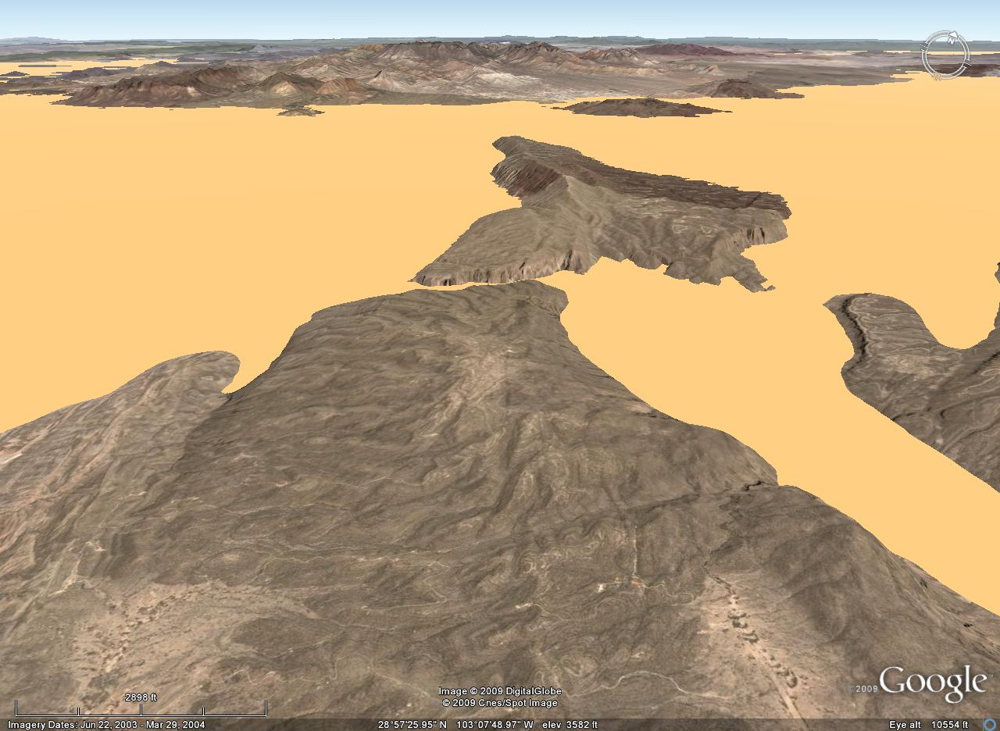 N
2898 ft
Image © 2009 DigitalGlobe
© 2009 Cnes/Spot Image
©2009 Google
Imagery Dates: Jun 22, 2003 - Mar 29, 2004 28°57'25.95" N 103°07'48.97" W elev 3582 ft Eye alt 10554 ft